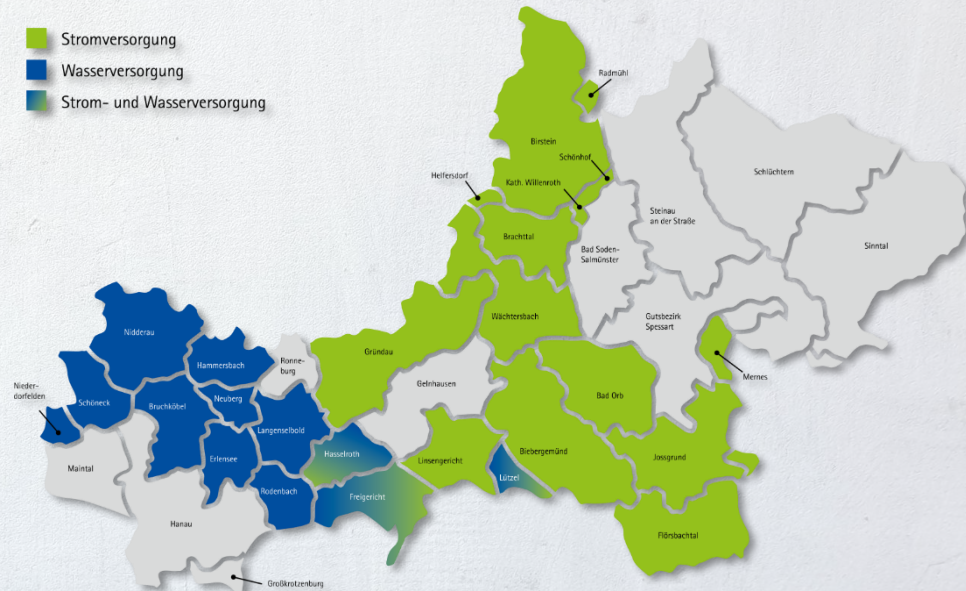 Stromversorgung
Wasserversorgung
Strom- und Wasserversorgung
Radmühl
Birstein
Schönhof
Helfersdorf
Kath. Willenroth
Schlüchtern
Steinau
an der Straße
Brachttal
Bad Soden-
Salmünster
Sinntal
Gutsbezirk
Spessart
Wächtersbach
Nidderau
Gründau
Ronne-
burg
Hammersbach
Gelnhausen
Mernes
Nieder-
dorfelden
Schöneck
Bruchköbel
Neuberg
Bad Orb
Langenselbold
Maintal
Erlensee
Hasselroth
Linsengericht
Biebergemünd
Jossgrund
Lützel
Rodenbach
Freigericht
Hanau
Flörsbachtal
Großkrotzenburg